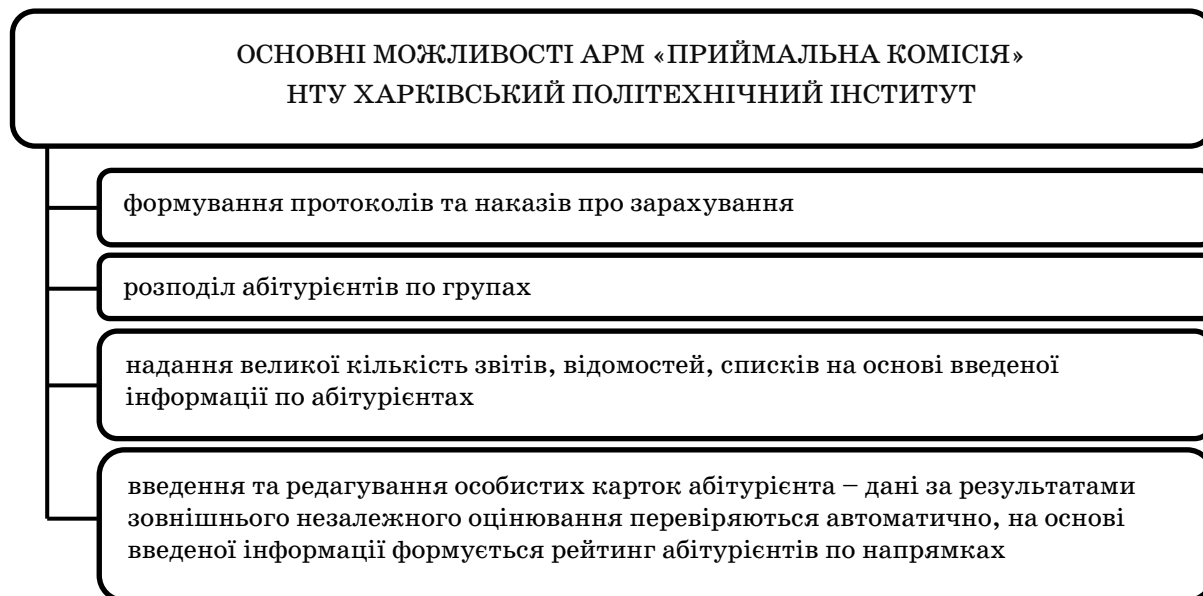 ОСНОВНІ МОЖЛИВОСТІ АРМ «ПРИЙМАЛЬНА КОМІСІЯ»
НТУ ХАРКІВСЬКИЙ ПОЛІТЕХНІЧНИЙ ІНСТИТУТ
формування протоколів та наказів про зарахування
розподіл абітурієнтів по групах
надання великої кількість звітів, відомостей, списків на основі введеної
інформації по абітурієнтах
введення та редагування особистих карток абітурієнта – дані за результатами
зовнішнього незалежного оцінювання перевіряються автоматично, на основі
введеної інформації формується рейтинг абітурієнтів по напрямках